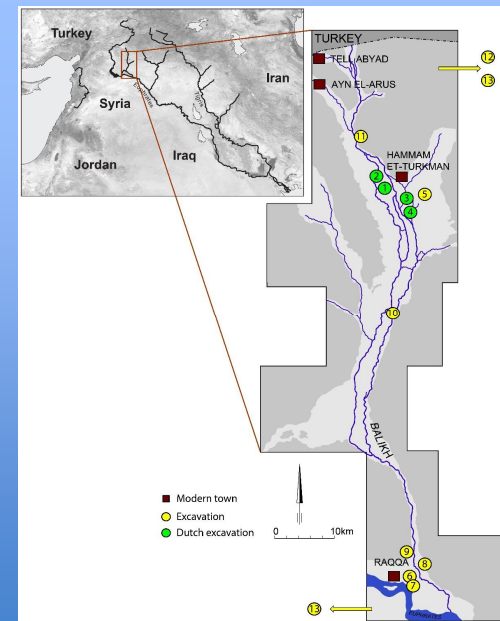 Turkey
Iran
Syria
Euphrates
Tigris
Iraq
Jordan
TURKEY
TELL ABYAD
AYN EL-ARUS
12
13
11
HAMMAM
ET-TURKMAN
2
1
3
5
4
10
BALIKH
Modern town
Excavation
Dutch excavation
0 10km
9
8
RAQQA
6
7
13
EUPHRATES